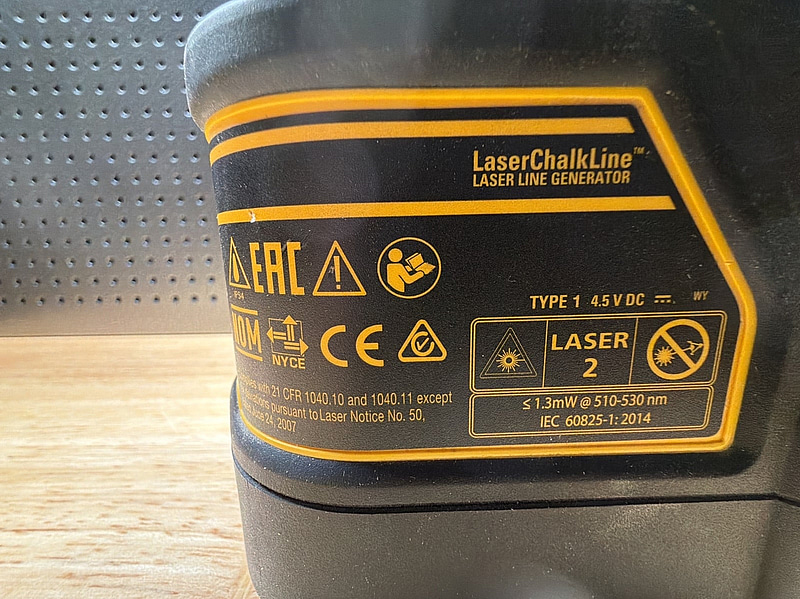 LaserChalkLine™
LASER LINE GENERATOR
IP54
EAC
TYPE 1 4.5 V DC WY
NOM
NYCE
CE
LASER
2
with 21 CFR 1040.10 and 1040.11 except
pursuant to Laser Notice No. 50,
June 24, 2007
≤ 1.3mW @ 510-530 nm
IEC 60825-1: 2014